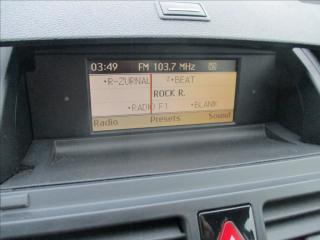 03:49 FM 103.7 MHz
•R-ZURNAL •BEAT
ROCK R.
•RADIO F1 •BLANK
Radio Presets Sound